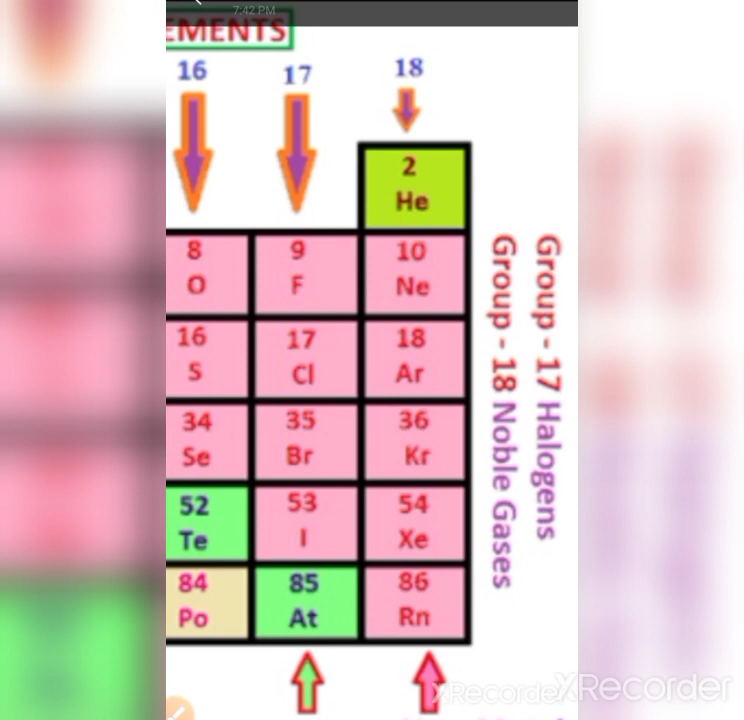 7:42 PM
EMENTS
16 17 18
2
He
8 9 10
O F Ne
16 17 18
S Cl Ar
34 35 36
Se Br Kr
52 53 54
Te I Xe
84 85 86
Po At Rn
Group - 17 Halogens
Group - 18 Noble Gases
XRecorder
XRecorder